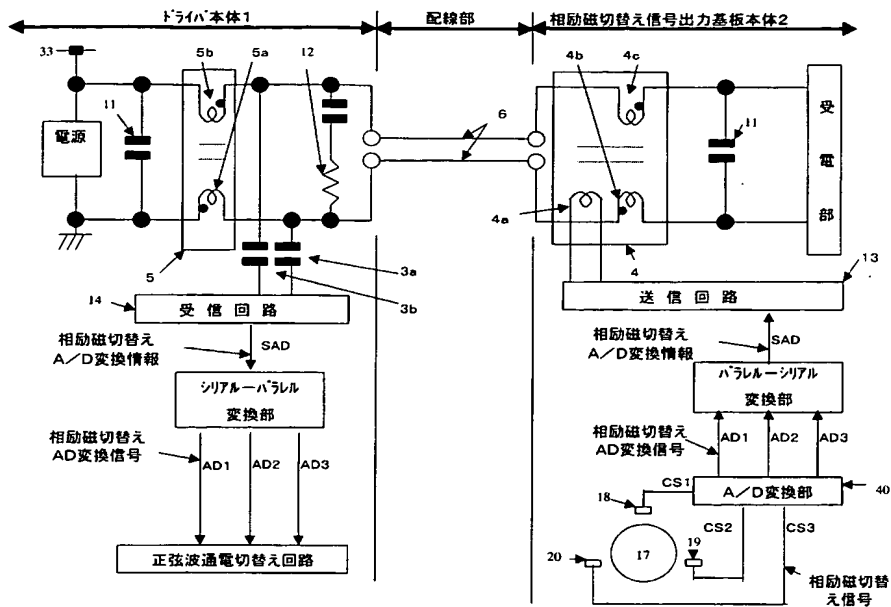 ドライバ本体1
配線部
相励磁切替え信号出力基板本体2
33
11
5b
5a
12
電源
6
4b
4c
11
受電部
4a
5
3a
3b
4
13
14
受信回路
送信回路
相励磁切替え
A/D変換情報
SAD
シリアル－パラレル
変換部
相励磁切替え
A/D変換情報
SAD
パラレル－シリアル
変換部
相励磁切替え
AD変換信号
AD1
AD2
AD3
相励磁切替え
AD変換信号
AD1
AD2
AD3
A/D変換部
40
CS1
CS2
CS3
18
19
20
17
正弦波通電切替え回路
相励磁切替
え信号